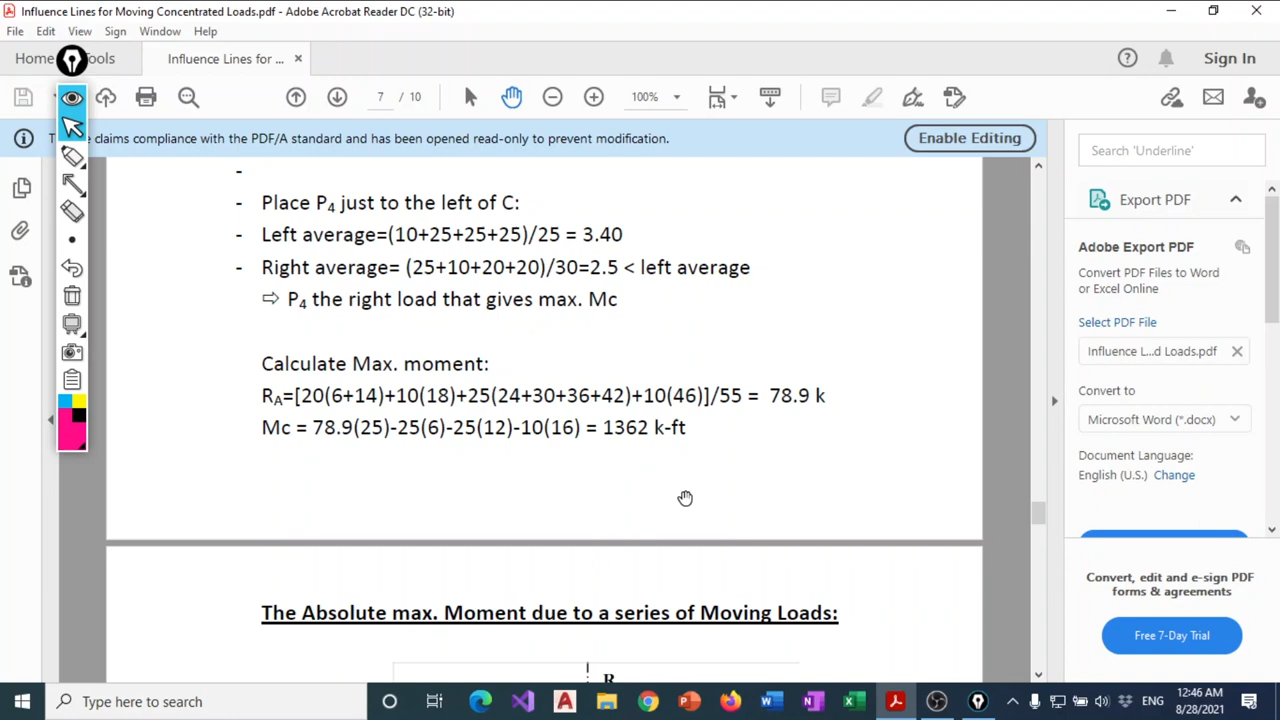 Influence Lines for Moving Concentrated Loads.pdf - Adobe Acrobat Reader DC (32-bit)
File Edit View Sign Window Help
Home Tools Influence Lines for ... ×
Sign In
7 / 10 100%
claims compliance with the PDF/A standard and has been opened read-only to prevent modification.
Enable Editing
-
- Place P4 just to the left of C:
- Left average=(10+25+25+25)/25 = 3.40
- Right average= (25+10+20+20)/30=2.5 < left average
⇨ P4 the right load that gives max. Mc
Calculate Max. moment:
RA=[20(6+14)+10(18)+25(24+30+36+42)+10(46)]/55 = 78.9 k
Mc = 78.9(25)-25(6)-25(12)-10(16) = 1362 k-ft
The Absolute max. Moment due to a series of Moving Loads:
R
Search 'Underline'
Export PDF
Adobe Export PDF
Convert PDF Files to Word
or Excel Online
Select PDF File
Influence L...d Loads.pdf
Convert to
Microsoft Word (*.docx)
Document Language:
English (U.S.) Change
Convert, edit and e-sign PDF
forms & agreements
Free 7-Day Trial
Type here to search
ENG
12:46 AM
8/28/2021